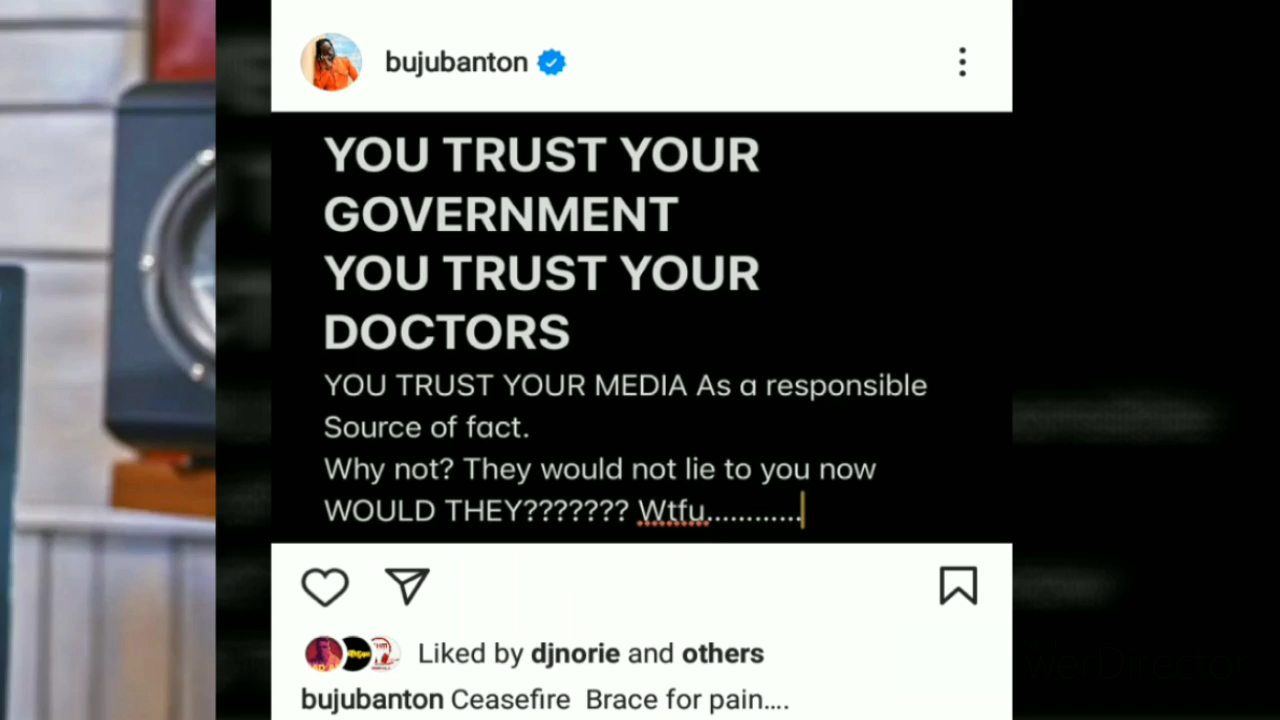 bujubanton
YOU TRUST YOUR
GOVERNMENT
YOU TRUST YOUR
DOCTORS
YOU TRUST YOUR MEDIA As a responsible
Source of fact.
Why not? They would not lie to you now
WOULD THEY??????? Wtfu............
Liked by djnorie and others
bujubanton Ceasefire  Brace for pain....